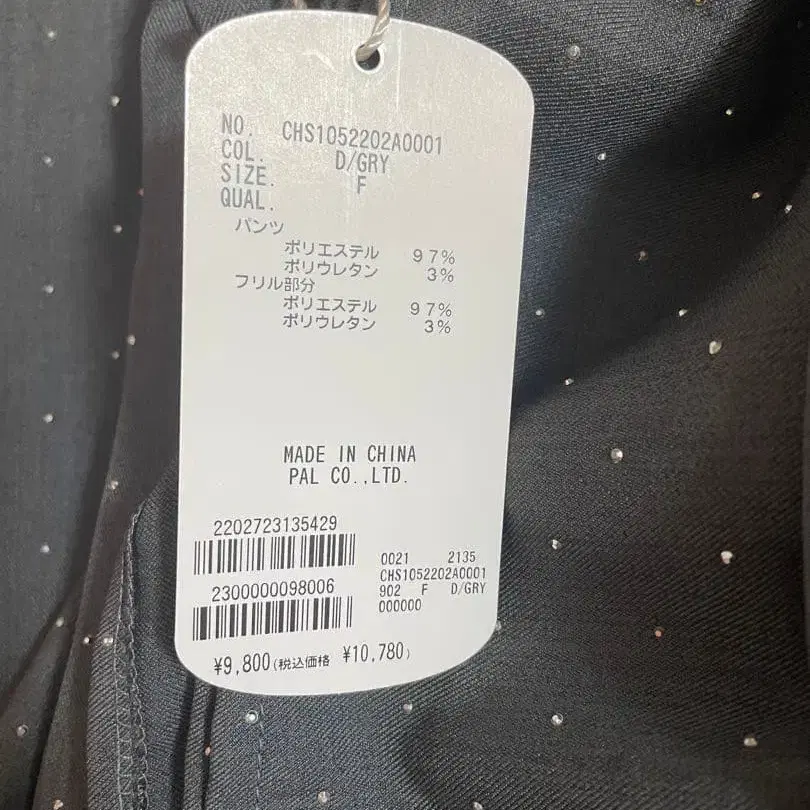 NO. CHS1052202A0001
COL. D/GRY
SIZE. F
QUAL.
パンツ
ポリエステル 97%
ポリウレタン 3%
フリル部分
ポリエステル 97%
ポリウレタン 3%
MADE IN CHINA
PAL CO.,LTD.
2202723135429
2300000098006
0021 2135
CHS1052202A0001
902 F D/GRY
000000
¥9,800(税込価格 ¥10,780)